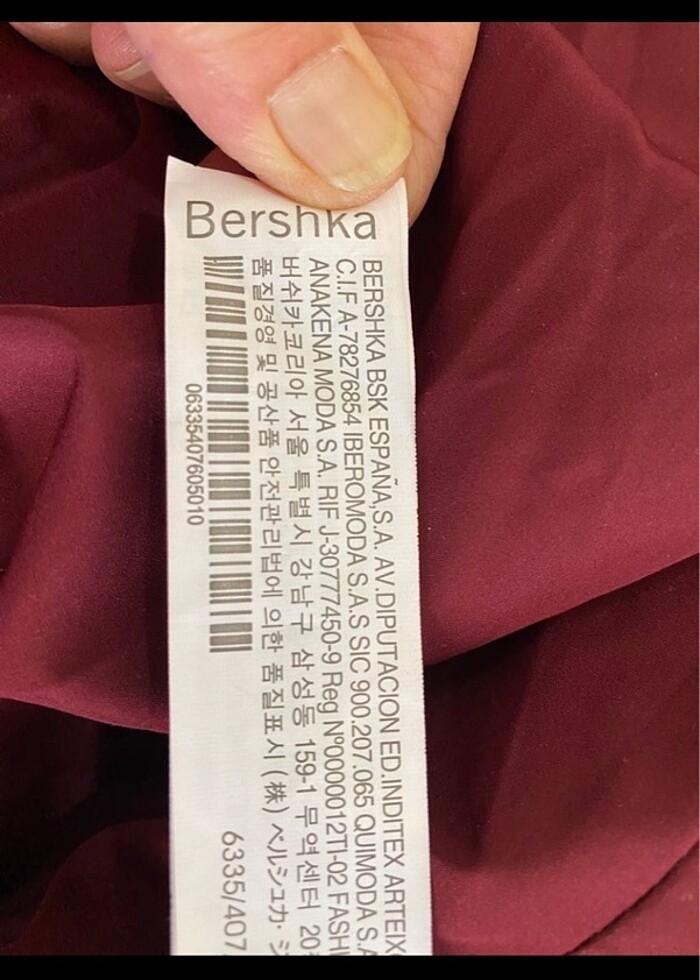 Bershka
BERSHKA BSK ESPAÑA,S.A. AV.DIPUTACION ED.INDITEX ARTEIX
C.I.F A-78276854 IBEROMODA S.A.S SIC 900.207.065 QUIMODA S.A
ANAKENA MODA S.A. RIF J-30777450-9 Reg Nº0000012TI-02 FASHI
버쉬카코리아 서울 특별시 강남구 삼성동 159-1 무역센터 20
품질경영 및 공산품 안전관리법에 의한 품질표시 (株) ベルシュカ・ジ
06335407605010
6335/407